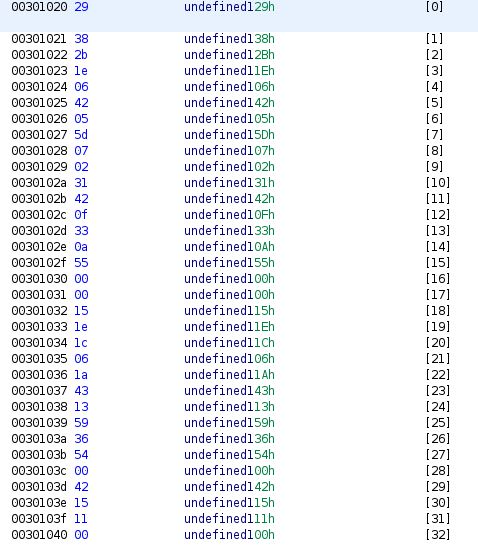 00301020 29 undefined129h [0]
00301021 38 undefined138h [1]
00301022 2b undefined12Bh [2]
00301023 1e undefined11Eh [3]
00301024 06 undefined106h [4]
00301025 42 undefined142h [5]
00301026 05 undefined105h [6]
00301027 5d undefined15Dh [7]
00301028 07 undefined107h [8]
00301029 02 undefined102h [9]
0030102a 31 undefined131h [10]
0030102b 42 undefined142h [11]
0030102c 0f undefined10Fh [12]
0030102d 33 undefined133h [13]
0030102e 0a undefined10Ah [14]
0030102f 55 undefined155h [15]
00301030 00 undefined100h [16]
00301031 00 undefined100h [17]
00301032 15 undefined115h [18]
00301033 1e undefined11Eh [19]
00301034 1c undefined11Ch [20]
00301035 06 undefined106h [21]
00301036 1a undefined11Ah [22]
00301037 43 undefined143h [23]
00301038 13 undefined113h [24]
00301039 59 undefined159h [25]
0030103a 36 undefined136h [26]
0030103b 54 undefined154h [27]
0030103c 00 undefined100h [28]
0030103d 42 undefined142h [29]
0030103e 15 undefined115h [30]
0030103f 11 undefined111h [31]
00301040 00 undefined100h [32]